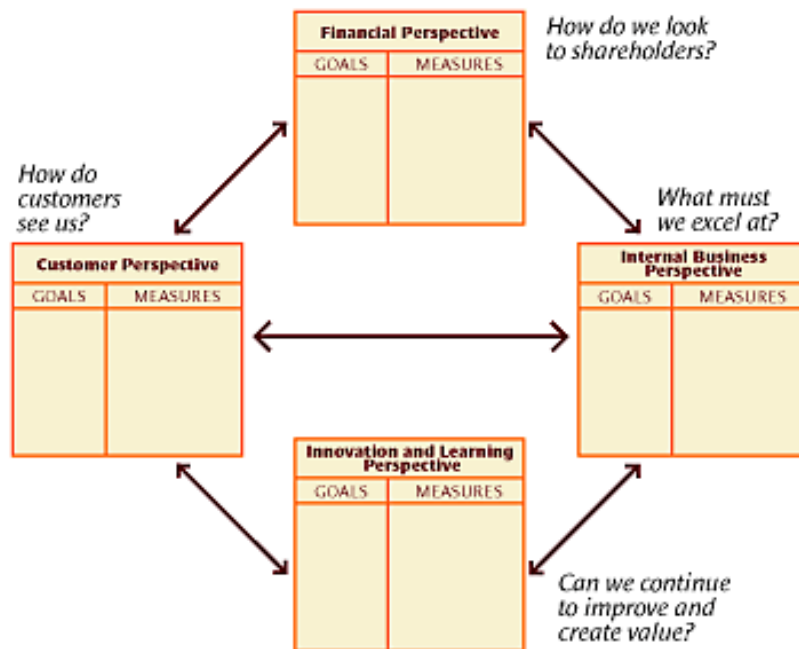 Financial Perspective
GOALS MEASURES
How do we look
to shareholders?
How do
customers
see us?
What must
we excel at?
Customer Perspective
GOALS MEASURES
Internal Business
Perspective
GOALS MEASURES
Innovation and Learning
Perspective
GOALS MEASURES
Can we continue
to improve and
create value?